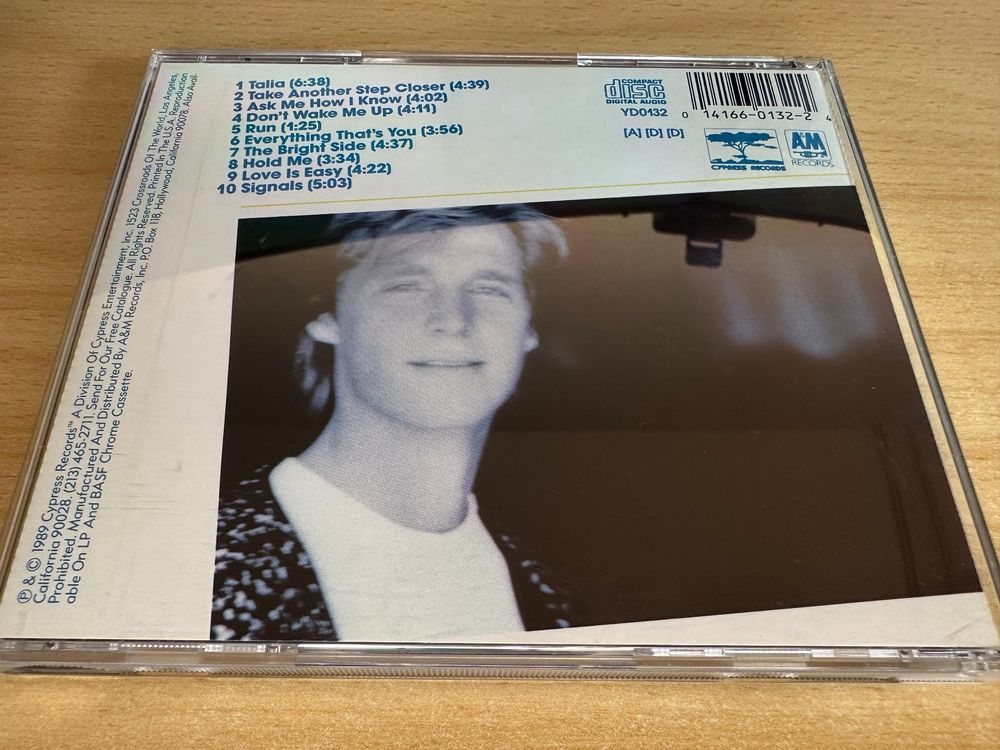 1 Talia (6:38)
2 Take Another Step Closer (4:39)
3 Ask Me How I Know (4:02)
4 Don't Wake Me Up (4:11)
5 Run (1:25)
6 Everything That's You (3:56)
7 The Bright Side (4:37)
8 Hold Me (3:34)
9 Love Is Easy (4:22)
10 Signals (5:03)
COMPACT
disc
DIGITAL AUDIO
YD0132
[A] [D] [D]
0 14166-0132-2 4
CYPRESS RECORDS
A&M
RECORDS
℗ & © 1989 Cypress Records™ A Division Of Cypress Entertainment, Inc. 1523 Crossroads Of The World, Los Angeles,
California 90028. (213) 465-2711. Send For Our Free Catalogue. All Rights Reserved. Printed In The U.S.A. Reproduction
Prohibited. Manufactured And Distributed By A&M Records, Inc. P.O. Box 118, Hollywood, California 90078. Also Avail-
able On LP And BASF Chrome Cassette.